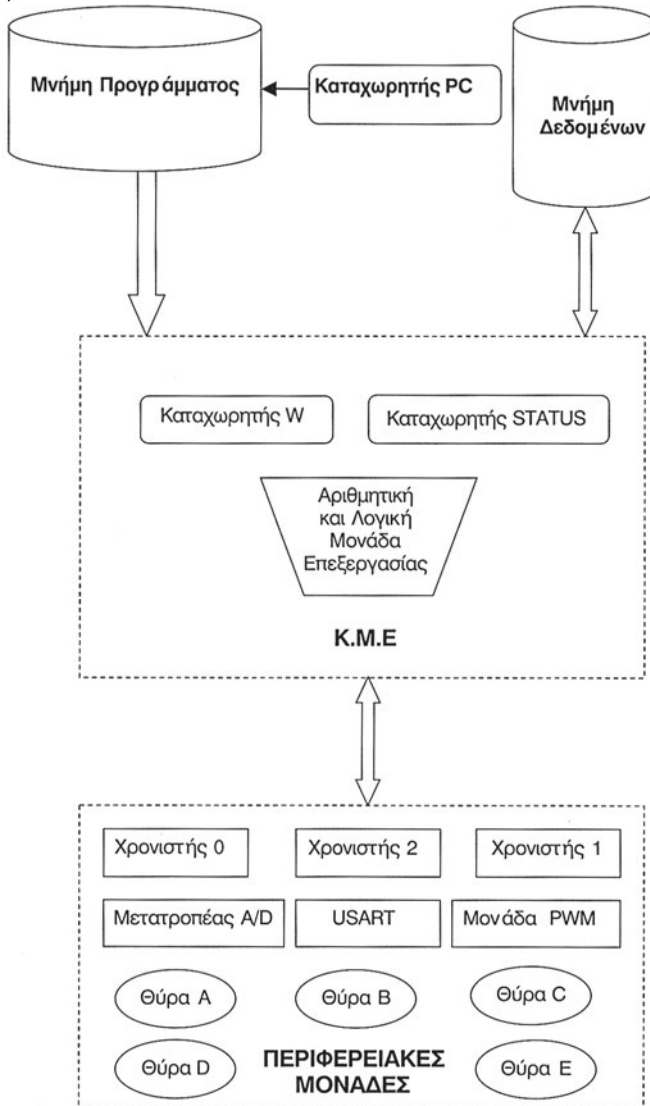 Μνήμη Προγράμματος
Καταχωρητής PC
Μνήμη
Δεδομένων
Καταχωρητής W
Καταχωρητής STATUS
Αριθμητική
και Λογική
Μονάδα
Επεξεργασίας
Κ.Μ.Ε
Χρονιστής 0
Χρονιστής 2
Χρονιστής 1
Μετατροπέας A/D
USART
Μονάδα PWM
Θύρα A
Θύρα B
Θύρα C
Θύρα D
ΠΕΡΙΦΕΡΕΙΑΚΕΣ
ΜΟΝΑΔΕΣ
Θύρα E